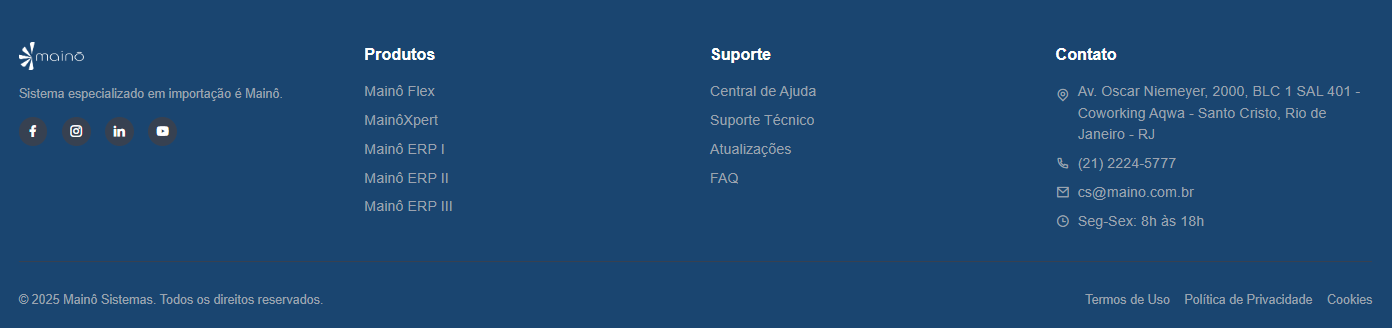 mainô
Sistema especializado em importação é Mainô.
Produtos
Mainô Flex
MainôXpert
Mainô ERP I
Mainô ERP II
Mainô ERP III
Suporte
Central de Ajuda
Suporte Técnico
Atualizações
FAQ
Contato
Av. Oscar Niemeyer, 2000, BLC 1 SAL 401 -
Coworking Aqwa - Santo Cristo, Rio de
Janeiro - RJ
(21) 2224-5777
cs@maino.com.br
Seg-Sex: 8h às 18h
© 2025 Mainô Sistemas. Todos os direitos reservados.
Termos de Uso Política de Privacidade Cookies